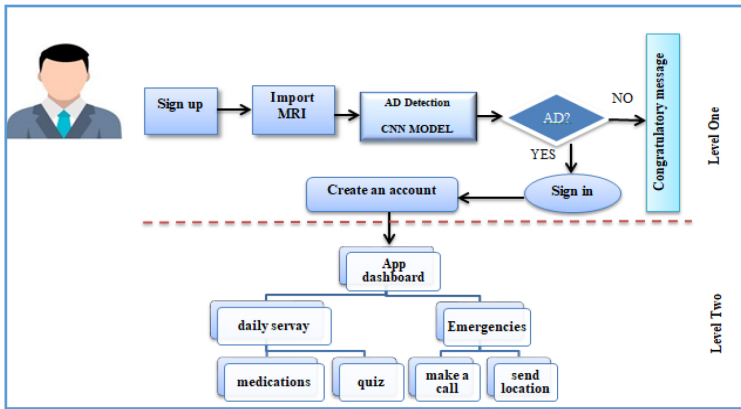 Sign up
Import
MRI
AD Detection
CNN MODEL
AD?
NO
YES
Congratulatory message
Level One
Sign in
Create an account
App
dashboard
daily servay
Emergencies
medications
quiz
make a
call
send
location
Level Two